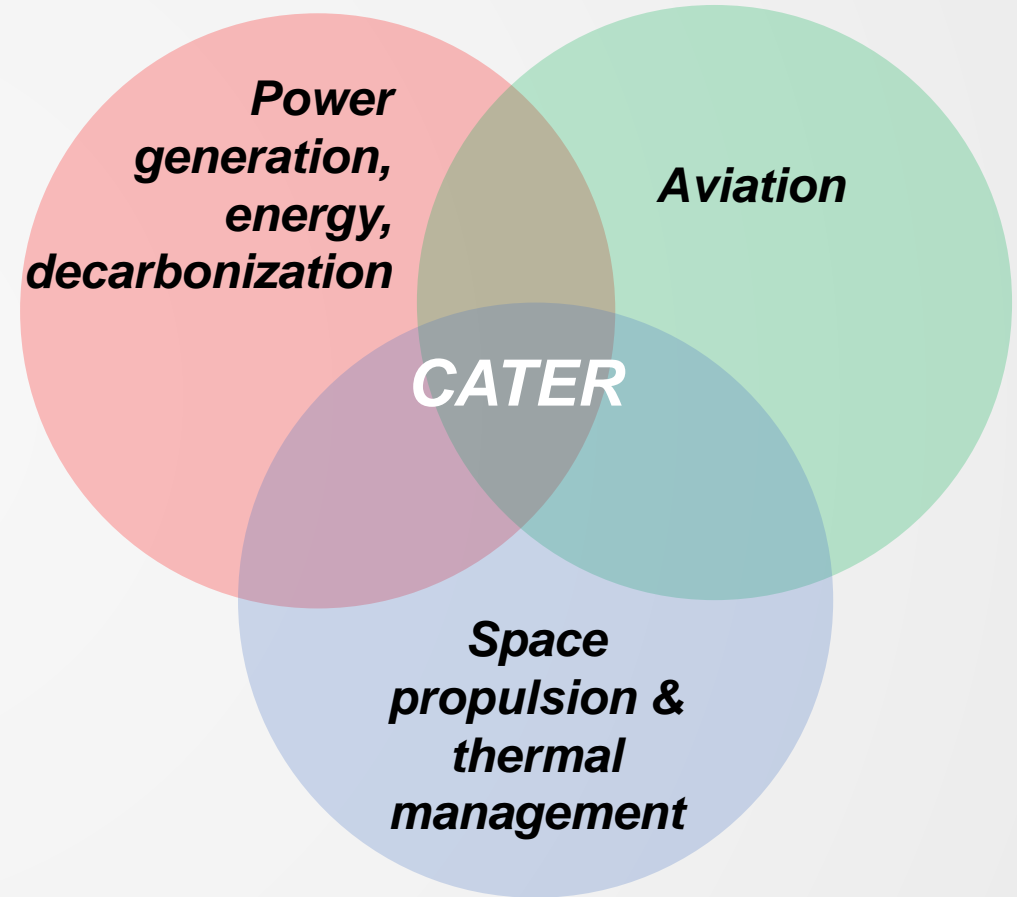 Power
generation,
energy,
decarbonization
Aviation
CATER
Space
propulsion &
thermal
management